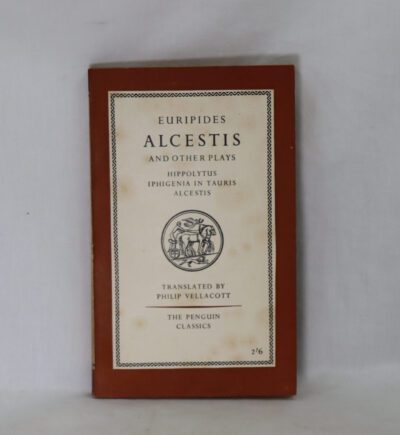 EURIPIDES
ALCESTIS
AND OTHER PLAYS
HIPPOLYTUS
IPHIGENIA IN TAURIS
ALCESTIS
TRANSLATED BY
PHILIP VELLACOTT
THE PENGUIN
CLASSICS
2'6